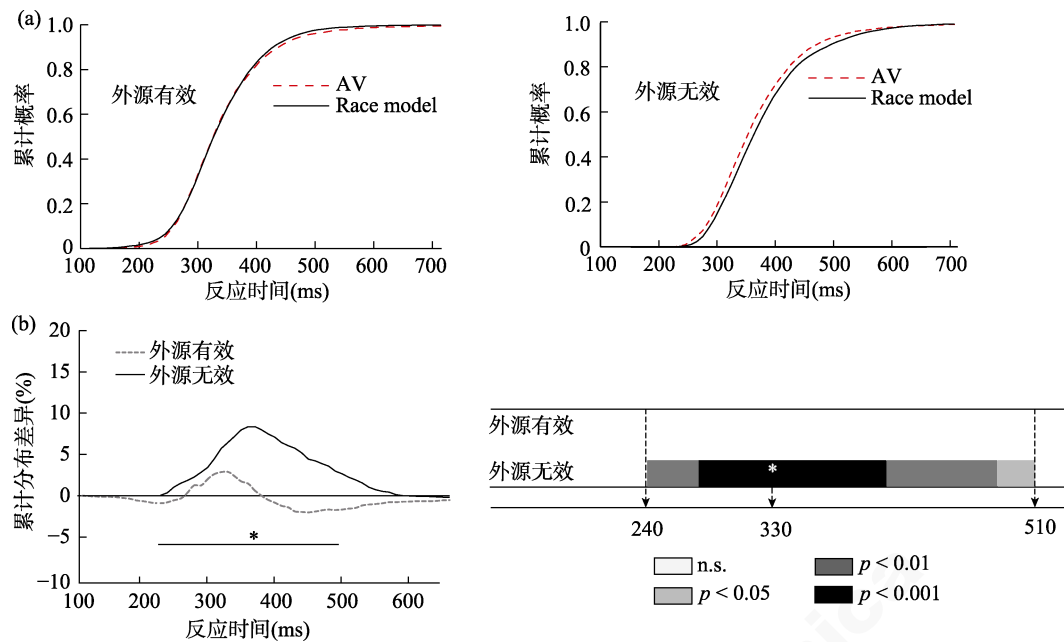 (a)
1.0
0.8
0.6
0.4
0.2
0
累计概率
外源有效
AV
Race model
100 200 300 400 500 600 700
反应时间(ms)
1.0
0.8
0.6
0.4
0.2
0
累计概率
外源无效
AV
Race model
100 200 300 400 500 600 700
反应时间(ms)
(b)
20
15
10
5
0
−5
−10
累计分布差异(%)
外源有效
外源无效
*
100 200 300 400 500 600
反应时间(ms)
外源有效
外源无效
*
240 330 510
n.s.
p < 0.01
p < 0.05
p < 0.001